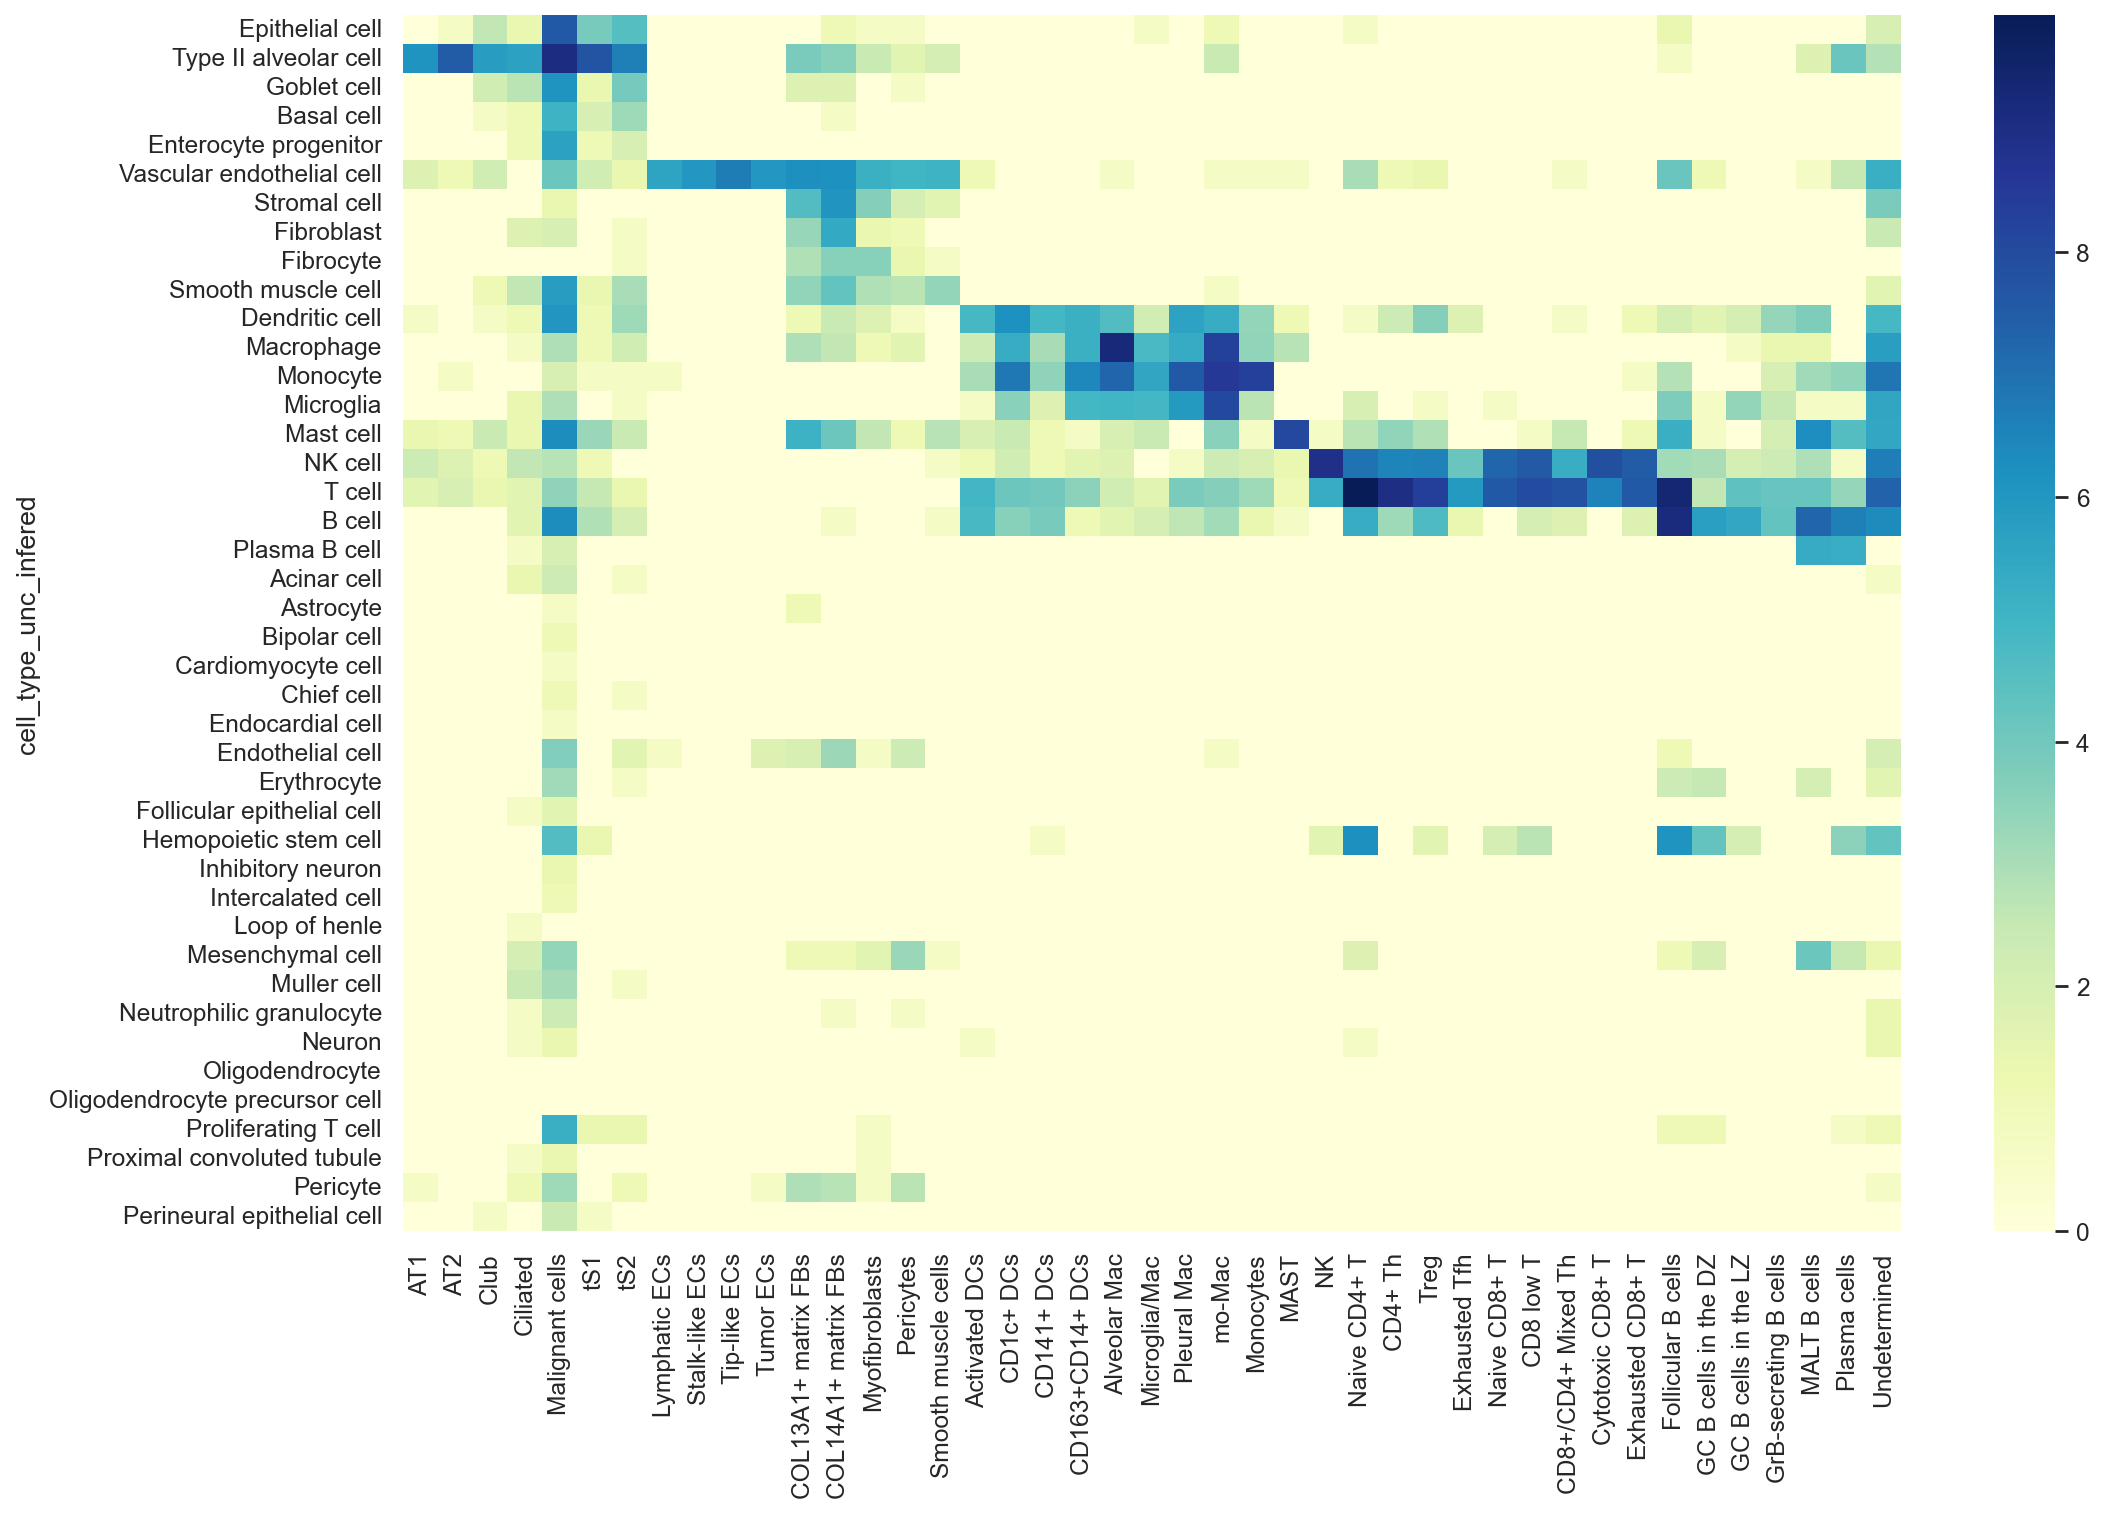 cell_type_unc_infered
Epithelial cell
Type II alveolar cell
Goblet cell
Basal cell
Enterocyte progenitor
Vascular endothelial cell
Stromal cell
Fibroblast
Fibrocyte
Smooth muscle cell
Dendritic cell
Macrophage
Monocyte
Microglia
Mast cell
NK cell
T cell
B cell
Plasma B cell
Acinar cell
Astrocyte
Bipolar cell
Cardiomyocyte cell
Chief cell
Endocardial cell
Endothelial cell
Erythrocyte
Follicular epithelial cell
Hemopoietic stem cell
Inhibitory neuron
Intercalated cell
Loop of henle
Mesenchymal cell
Muller cell
Neutrophilic granulocyte
Neuron
Oligodendrocyte
Oligodendrocyte precursor cell
Proliferating T cell
Proximal convoluted tubule
Pericyte
Perineural epithelial cell
AT1
AT2
Club
Ciliated
Malignant cells
tS1
tS2
Lymphatic ECs
Stalk-like ECs
Tip-like ECs
Tumor ECs
COL13A1+ matrix FBs
COL14A1+ matrix FBs
Myofibroblasts
Pericytes
Smooth muscle cells
Activated DCs
CD1c+ DCs
CD141+ DCs
CD163+CD14+ DCs
Alveolar Mac
Microglia/Mac
Pleural Mac
mo-Mac
Monocytes
MAST
NK
Naive CD4+ T
CD4+ Th
Treg
Exhausted Tfh
Naive CD8+ T
CD8 low T
CD8+/CD4+ Mixed Th
Cytotoxic CD8+ T
Exhausted CD8+ T
Follicular B cells
GC B cells in the DZ
GC B cells in the LZ
GrB-secreting B cells
MALT B cells
Plasma cells
Undetermined
8
6
4
2
0